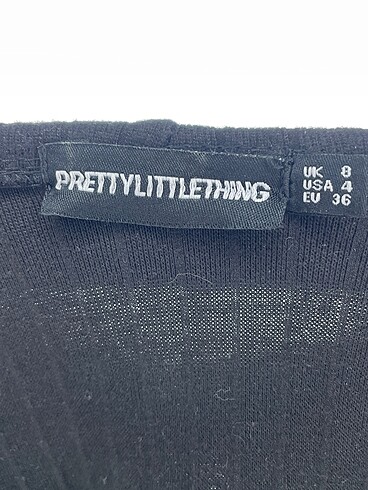 PRETTYLITTLETHING
UK 8
USA 4
EU 36